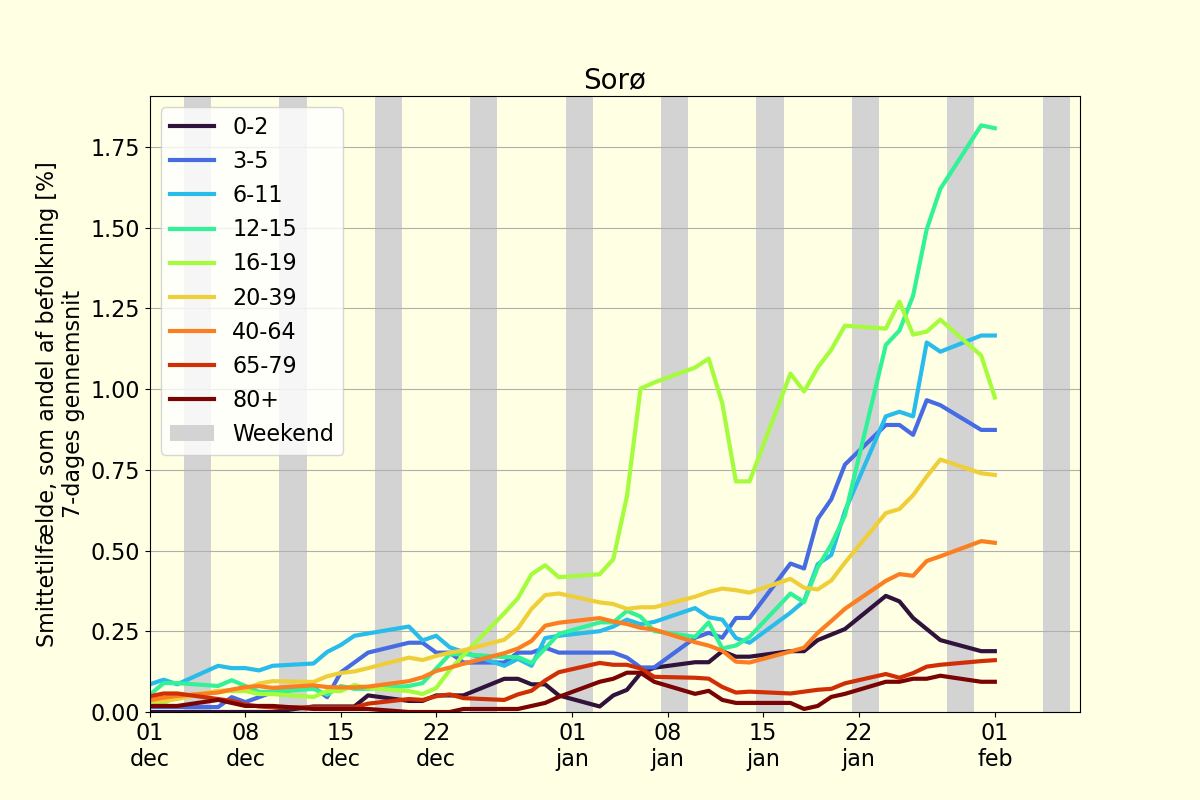 Sorø
Smittetilfælde, som andel af befolkning [%]
7-dages gennemsnit
1.75
1.50
1.25
1.00
0.75
0.50
0.25
0.00
0-2
3-5
6-11
12-15
16-19
20-39
40-64
65-79
80+
Weekend
01 08 15 22 01 08 15 22 01
dec dec dec dec jan jan jan jan feb